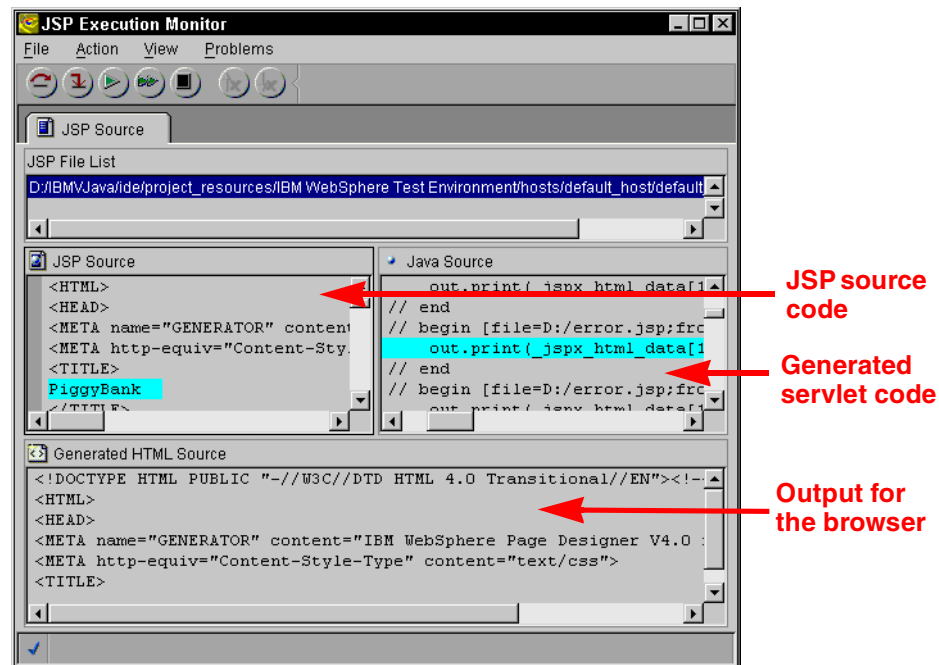 JSP Execution Monitor
File Action View Problems
JSP Source
JSP File List
D:/IBMVJava/ide/project_resources/IBM WebSphere Test Environment/hosts/default_host/default_
JSP Source
<HTML>
<HEAD>
<META name="GENERATOR" content
<META http-equiv="Content-Sty
<TITLE>
PiggyBank
</TITLE>
Java Source
out.print(_jspx_html_data[1
// end
// begin [file=D:/error.jsp;fro
out.print(_jspx_html_data[1
// end
// begin [file=D:/error.jsp;fro
out.print(_jspx_html_data[1
JSP source
code
Generated
servlet code
Generated HTML Source
<!DOCTYPE HTML PUBLIC "-//W3C//DTD HTML 4.0 Transitional//EN"><!-
<HTML>
<HEAD>
<META name="GENERATOR" content="IBM WebSphere Page Designer V4.0
<META http-equiv="Content-Style-Type" content="text/css">
<TITLE>
Output for
the browser